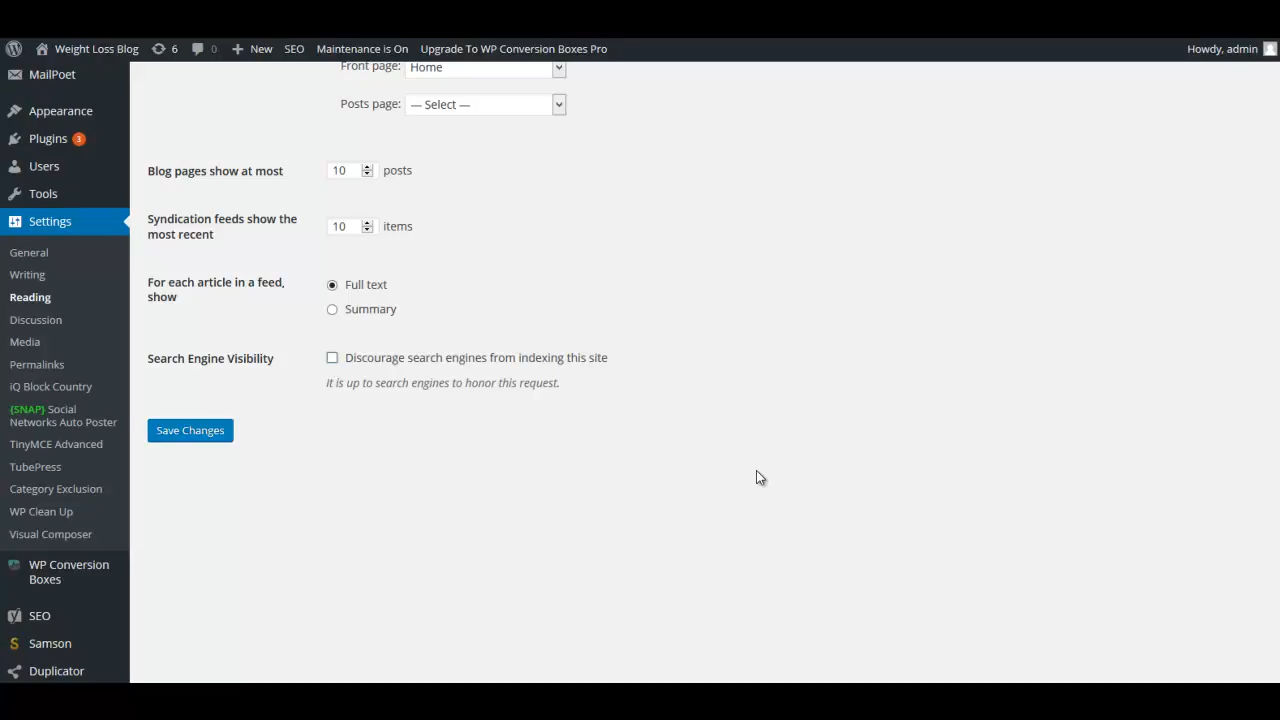 Weight Loss Blog 6 0 New SEO Maintenance is On Upgrade To WP Conversion Boxes Pro Howdy, admin
MailPoet
Appearance
Plugins 3
Users
Tools
Settings
General
Writing
Reading
Discussion
Media
Permalinks
iQ Block Country
{SNAP} Social
Networks Auto Poster
TinyMCE Advanced
TubePress
Category Exclusion
WP Clean Up
Visual Composer
WP Conversion
Boxes
SEO
Samson
Duplicator
Front page: Home
Posts page: — Select —
Blog pages show at most 10 posts
Syndication feeds show the
most recent 10 items
For each article in a feed,
show
Full text
Summary
Search Engine Visibility Discourage search engines from indexing this site
It is up to search engines to honor this request.
Save Changes